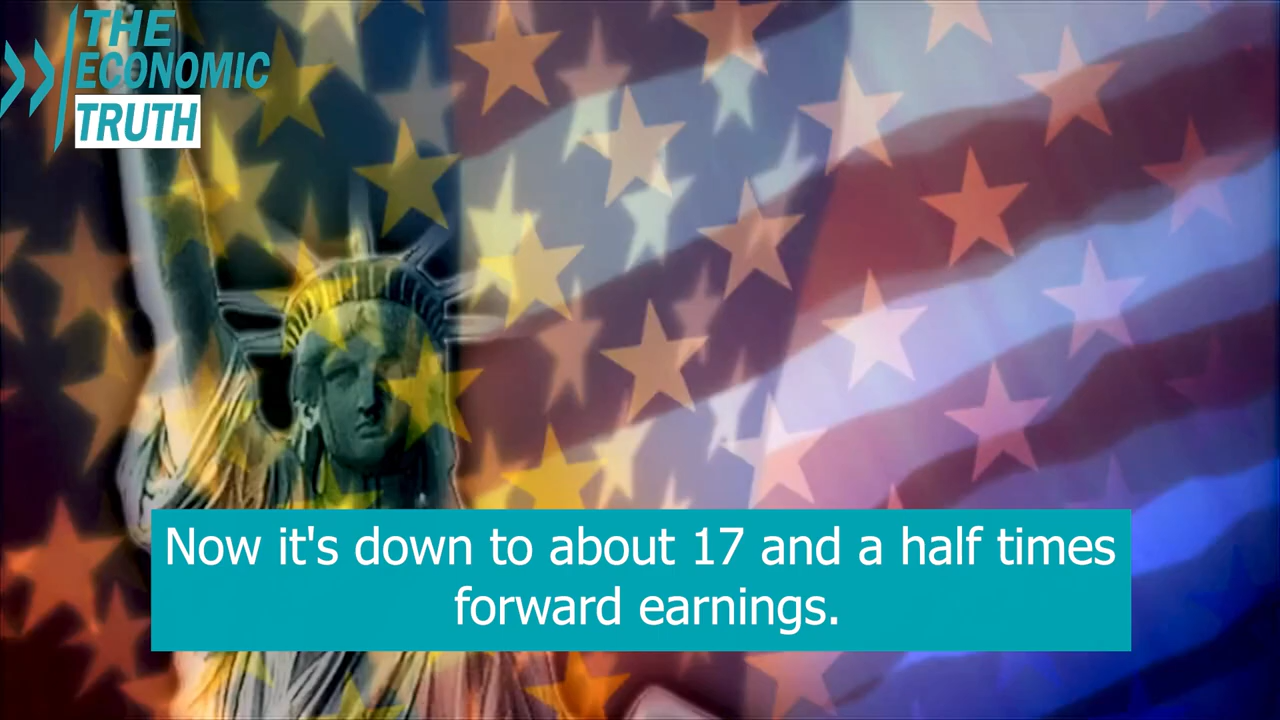 THE
ECONOMIC
TRUTH
Now it's down to about 17 and a half times
forward earnings.